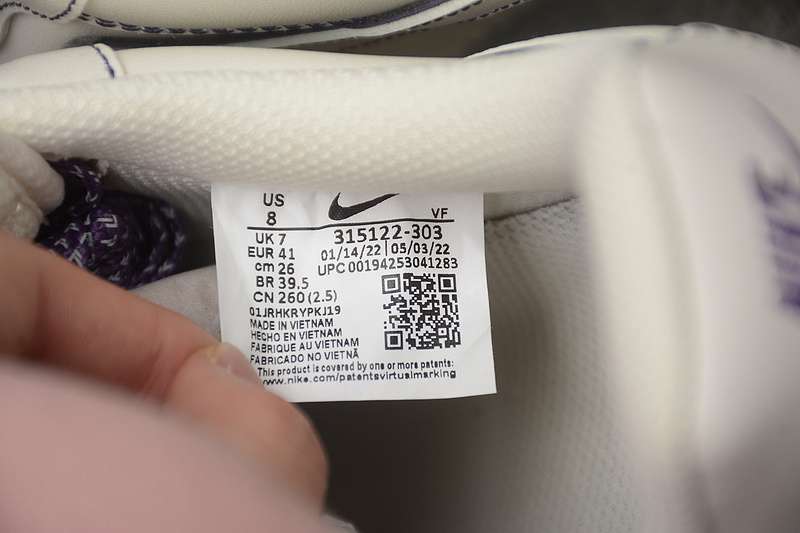 US
8
VF
UK 7
315122-303
EUR 41
01/14/22 | 05/03/22
cm 26
UPC 00194253041283
BR 39.5
CN 260 (2.5)
01JRHKRYPKJ19
MADE IN VIETNAM
HECHO EN VIETNAM
FABRIQUE AU VIETNAM
FABRICADO NO VIETNÃ
This product is covered by one or more patents:
www.nike.com/patentsvirtualmarking
NIKE